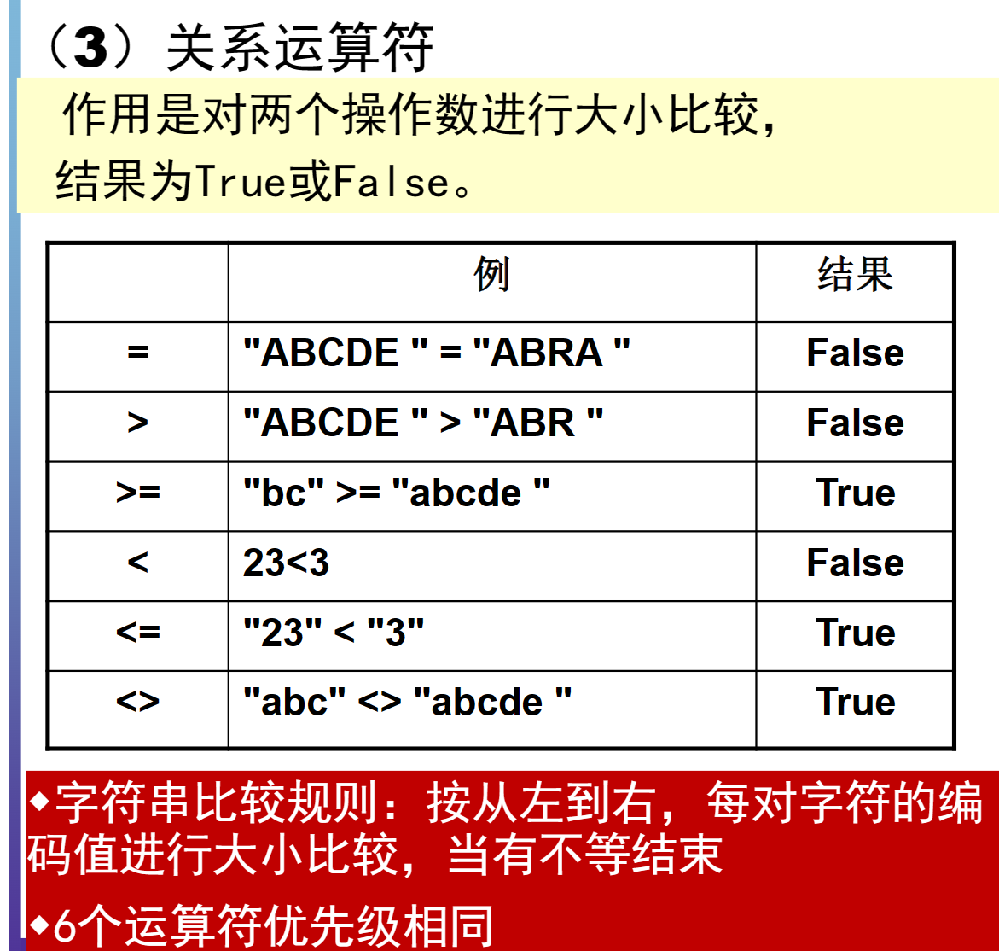 （3）关系运算符
作用是对两个操作数进行大小比较，
结果为True或False。
例 结果
= "ABCDE " = "ABRA " False
> "ABCDE " > "ABR " False
>= "bc" >= "abcde " True
< 23<3 False
<= "23" < "3" True
<> "abc" <> "abcde " True
◆字符串比较规则：按从左到右，每对字符的编
码值进行大小比较，当有不等结束
◆6个运算符优先级相同